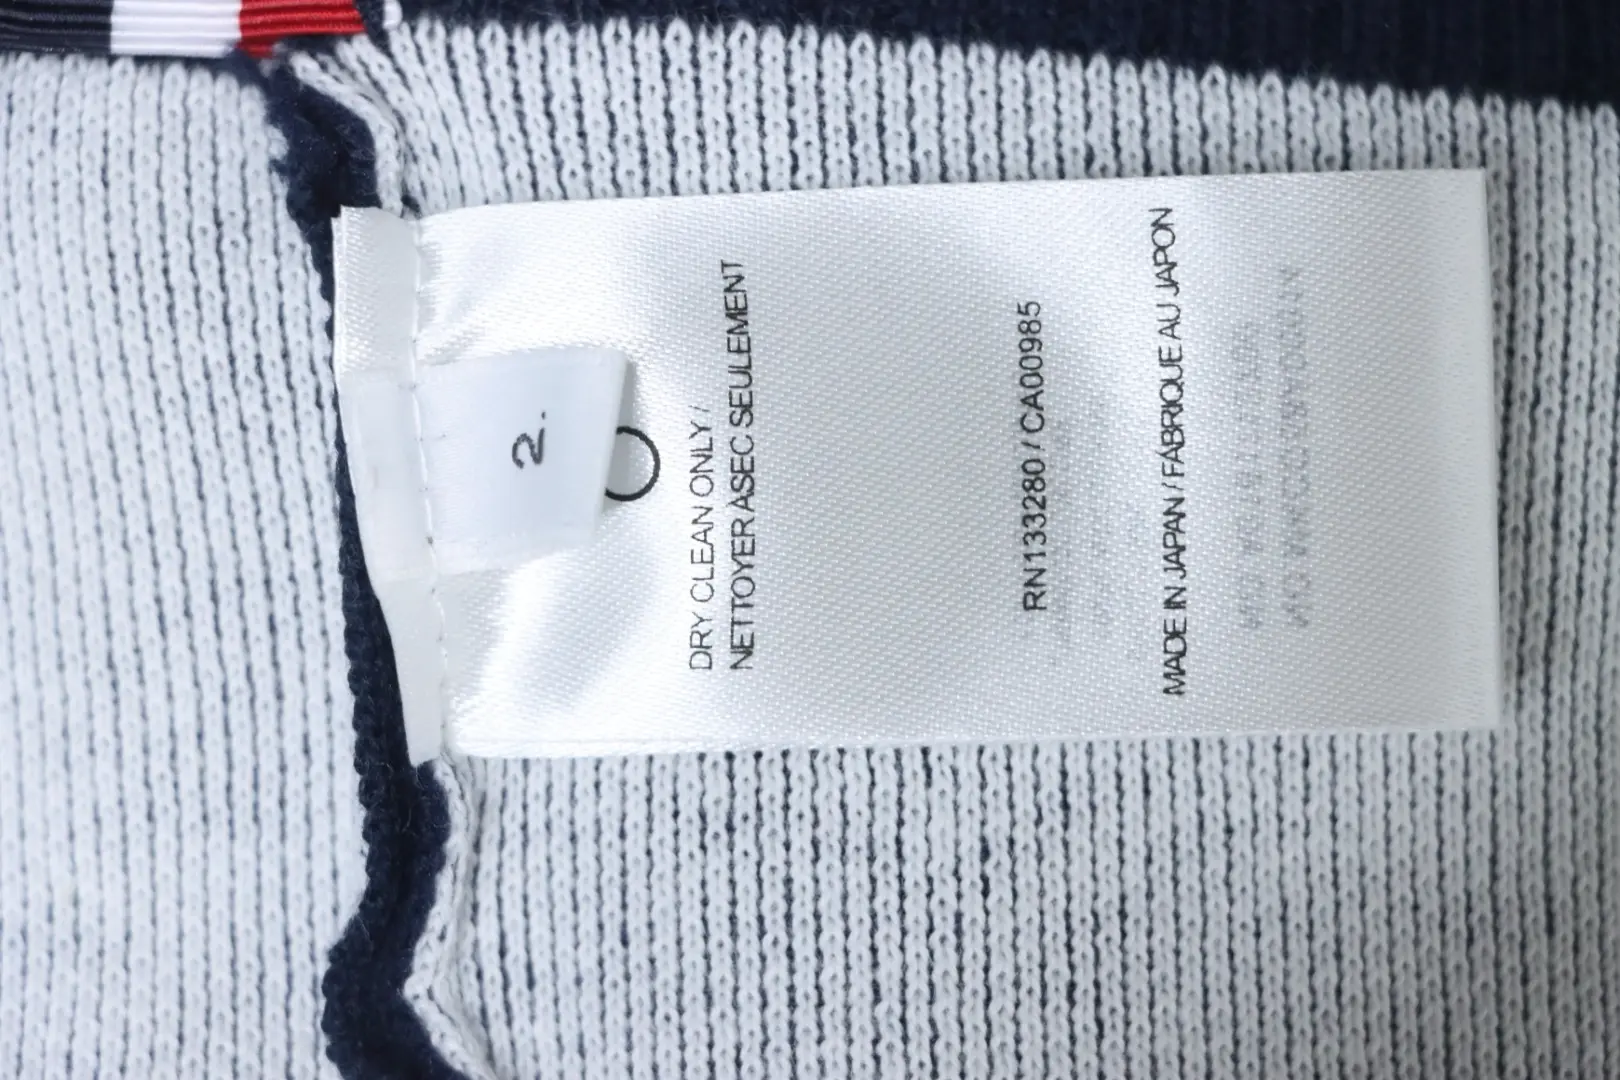 2.
DRY CLEAN ONLY /
NETTOYER ASEC SEULEMENT
RN133280 / CA00985
MADE IN JAPAN / FABRIQUE AU JAPON